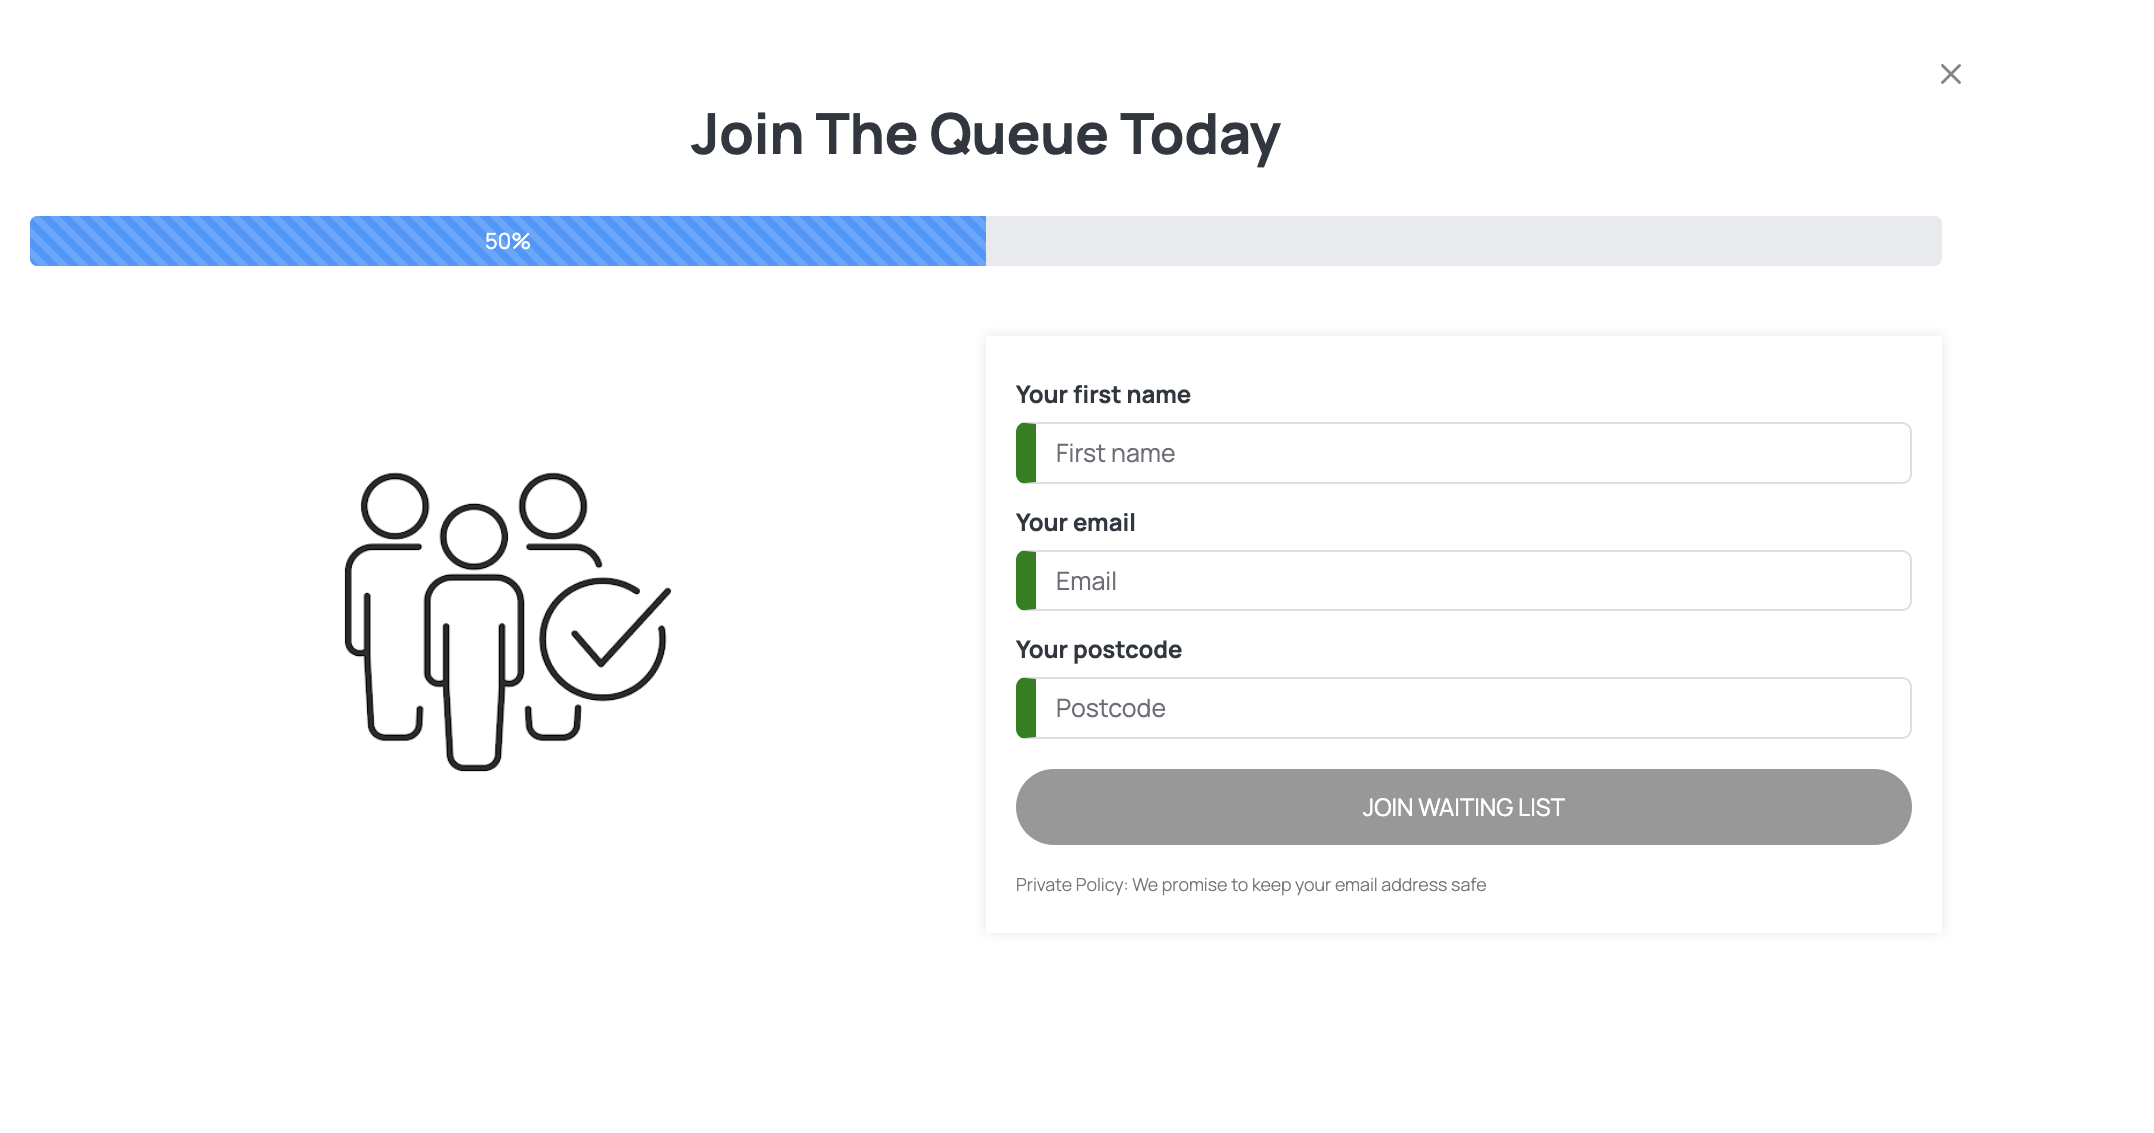 Join The Queue Today
50%
Your first name
First name
Your email
Email
Your postcode
Postcode
JOIN WAITING LIST
Private Policy: We promise to keep your email address safe